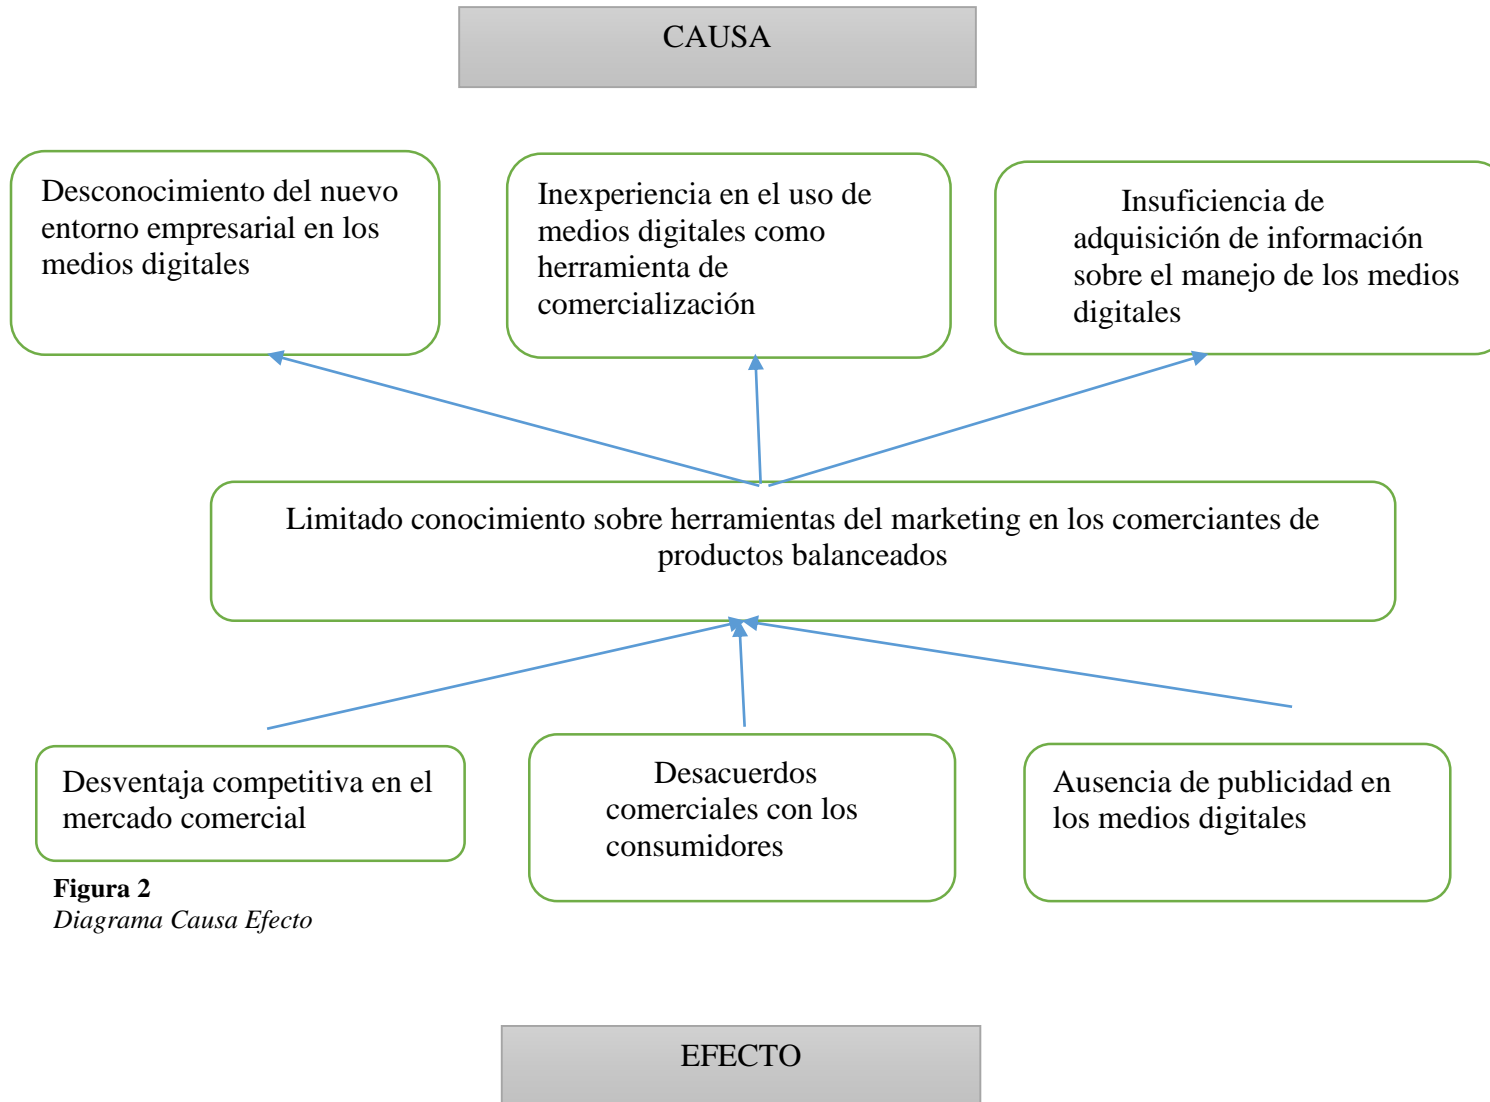 CAUSA
Desconocimiento del nuevo
entorno empresarial en los
medios digitales
Inexperiencia en el uso de
medios digitales como
herramienta de
comercialización
Insuficiencia de
adquisición de información
sobre el manejo de los medios
digitales
Limitado conocimiento sobre herramientas del marketing en los comerciantes de
productos balanceados
Desventaja competitiva en el
mercado comercial
Desacuerdos
comerciales con los
consumidores
Ausencia de publicidad en
los medios digitales
Figura 2
Diagrama Causa Efecto
EFECTO